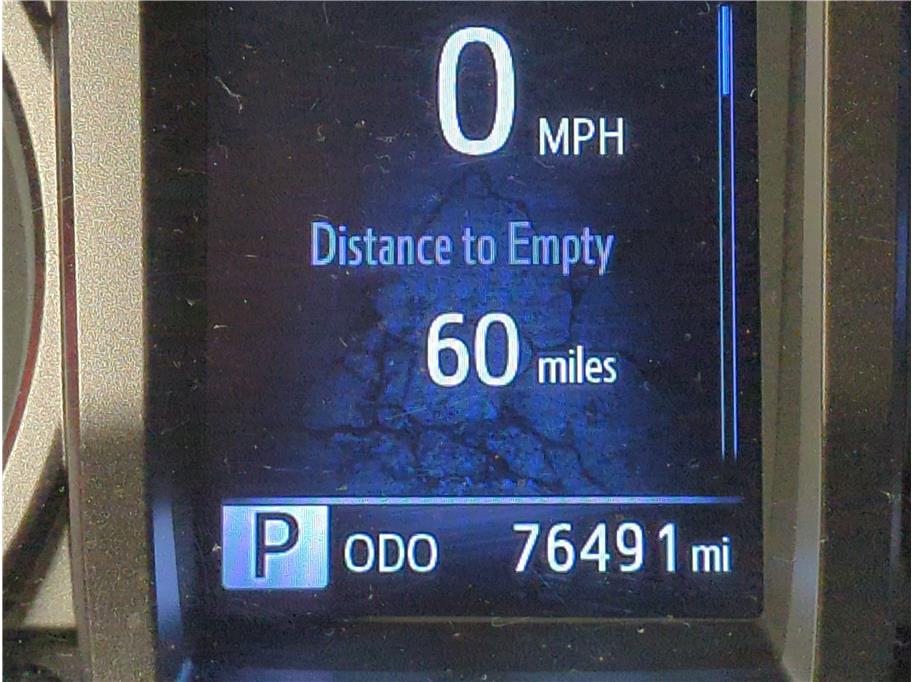 0 MPH
Distance to Empty
60 miles
P ODO 76491 mi